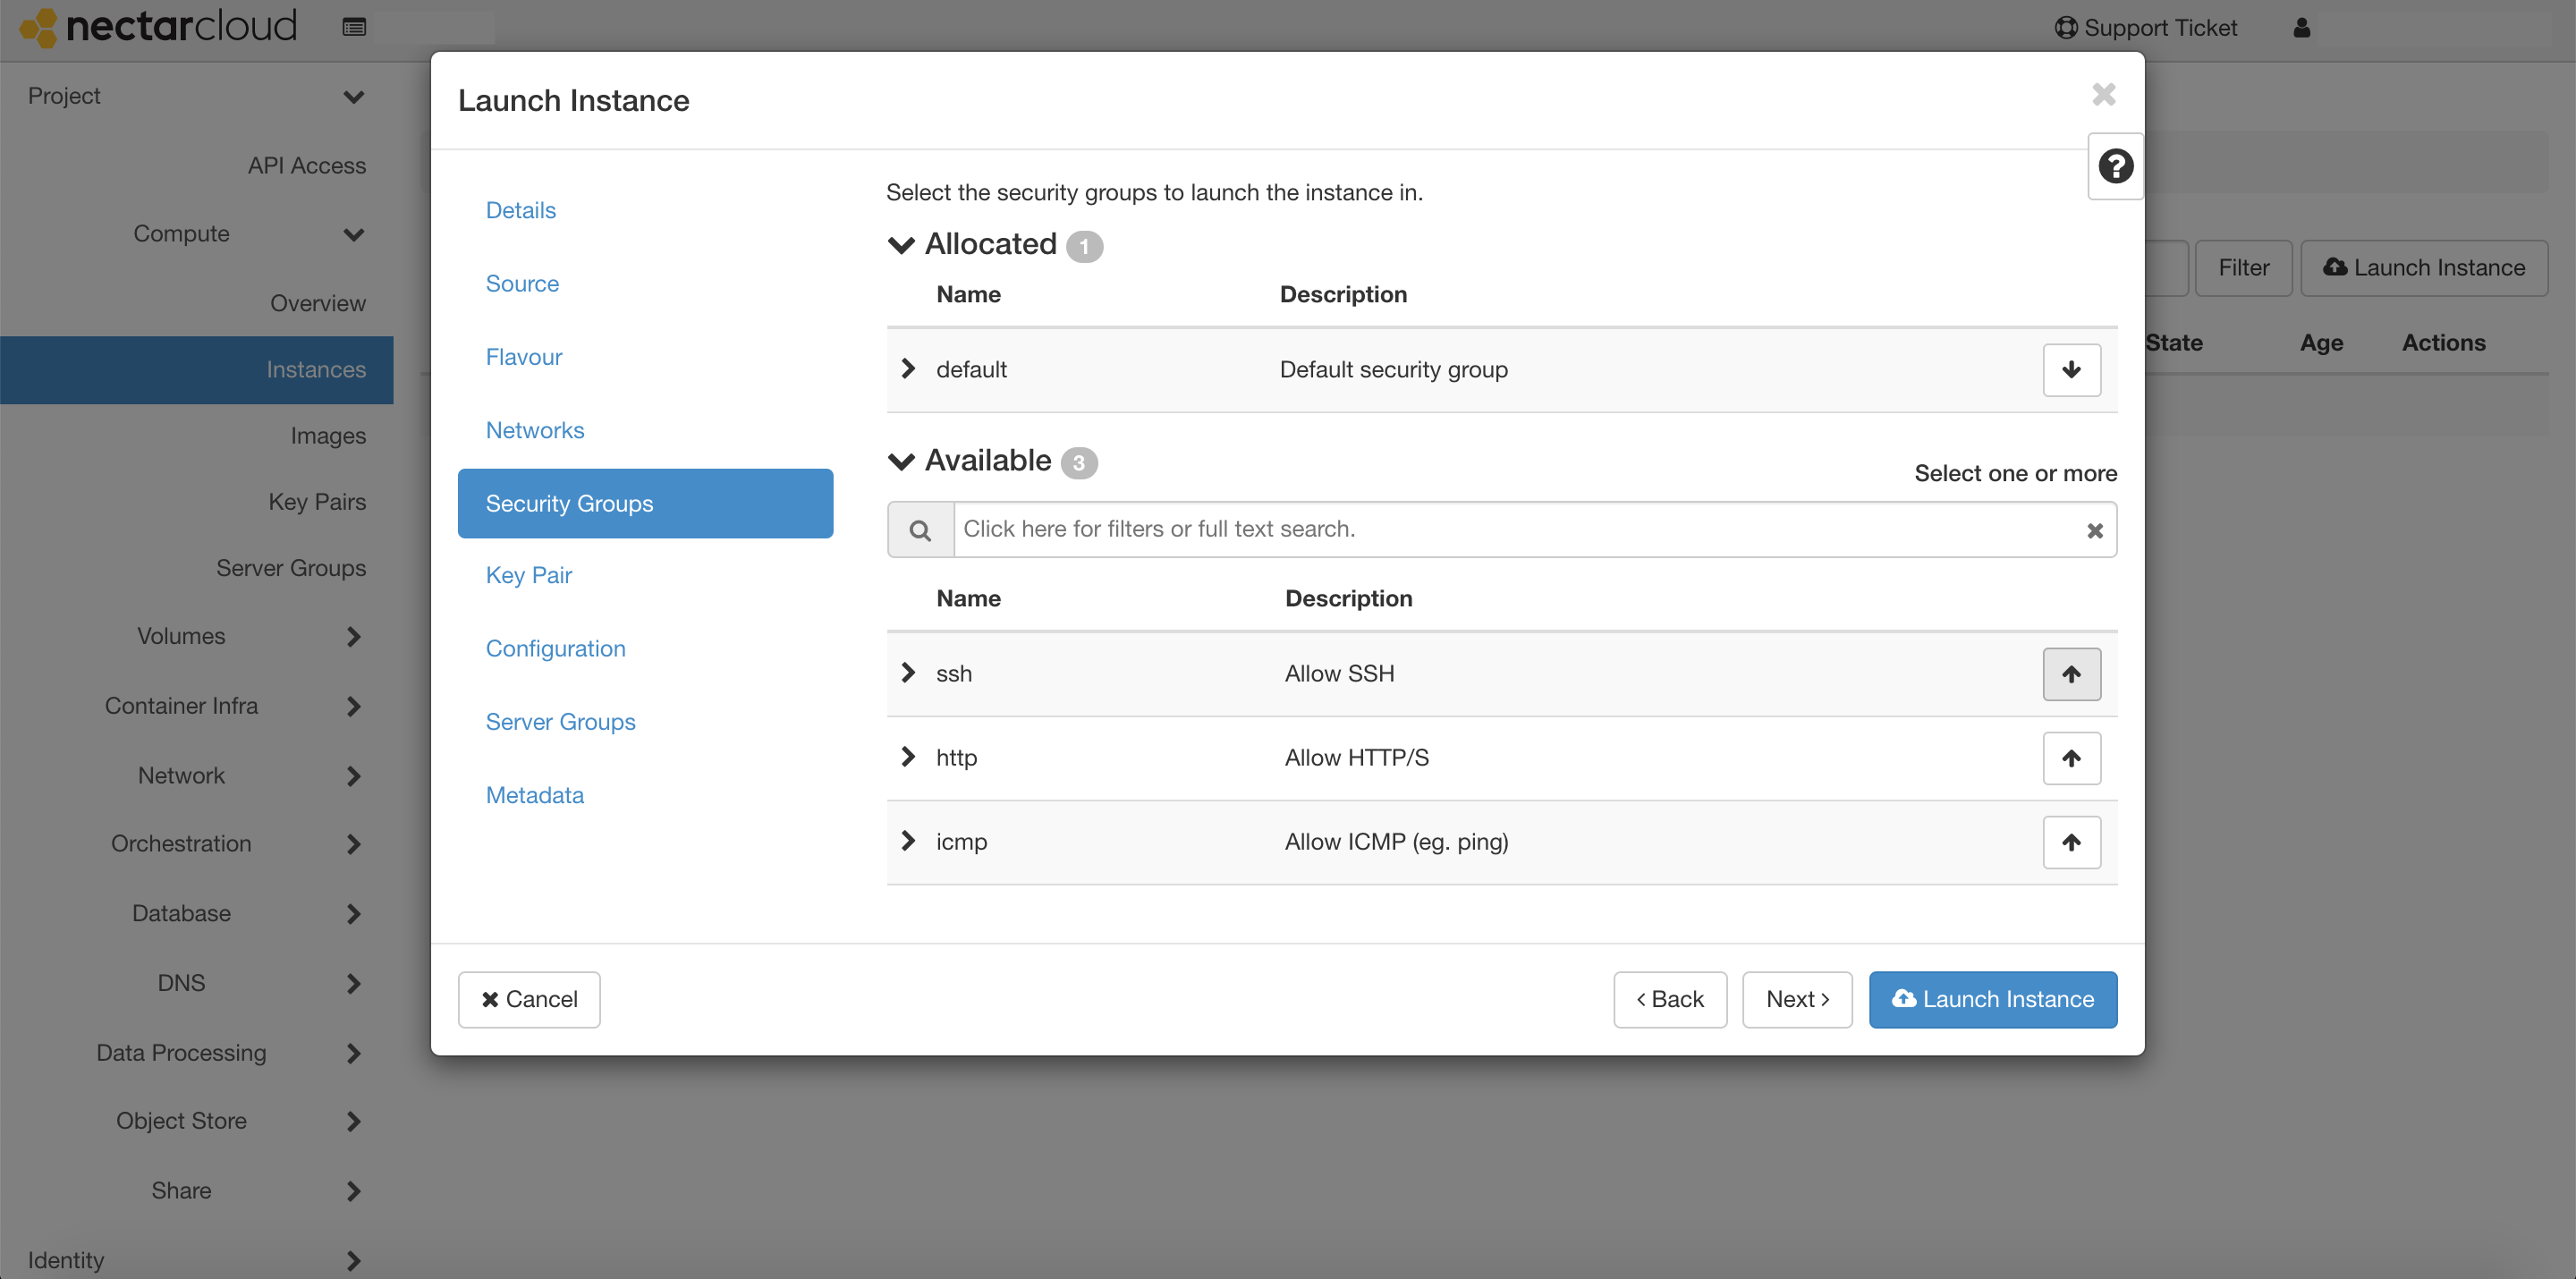 nectarcloud
Support Ticket
Project
API Access
Compute
Overview
Instances
Images
Key Pairs
Server Groups
Volumes
Container Infra
Network
Orchestration
Database
DNS
Data Processing
Object Store
Share
Identity
Filter
Launch Instance
State Age Actions
Launch Instance
Details
Source
Flavour
Networks
Security Groups
Key Pair
Configuration
Server Groups
Metadata
Select the security groups to launch the instance in.
Allocated 1
Name Description
default Default security group
Available 3
Select one or more
Click here for filters or full text search.
Name Description
ssh Allow SSH
http Allow HTTP/S
icmp Allow ICMP (eg. ping)
Cancel
‹ Back
Next ›
Launch Instance